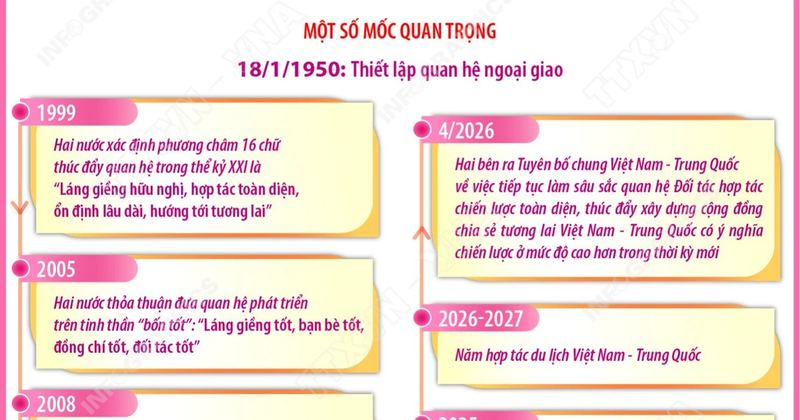 MỘT SỐ MỐC QUAN TRỌNG
18/1/1950: Thiết lập quan hệ ngoại giao
1999
Hai nước xác định phương châm 16 chữ
thúc đẩy quan hệ trong thế kỷ XXI là
“Láng giềng hữu nghị, hợp tác toàn diện,
ổn định lâu dài, hướng tới tương lai”
2005
Hai nước thỏa thuận đưa quan hệ phát triển
trên tinh thần “bốn tốt”: “Láng giềng tốt, bạn bè tốt,
đồng chí tốt, đối tác tốt”
2008
4/2026
Hai bên ra Tuyên bố chung Việt Nam - Trung Quốc
về việc tiếp tục làm sâu sắc quan hệ Đối tác hợp tác
chiến lược toàn diện, thúc đẩy xây dựng cộng đồng
chia sẻ tương lai Việt Nam - Trung Quốc có ý nghĩa
chiến lược ở mức độ cao hơn trong thời kỳ mới
2026-2027
Năm hợp tác du lịch Việt Nam - Trung Quốc
INFOGRAPHICS
TTXVN - VNA
INFOGRAPHICS
TTXVN